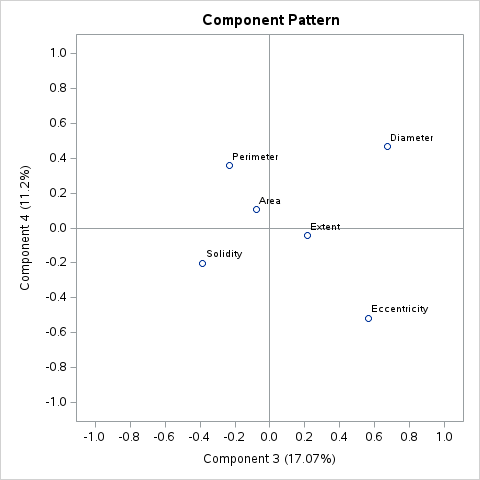 Component Pattern
1.0
0.8
0.6
0.4
0.2
0.0
-0.2
-0.4
-0.6
-0.8
-1.0
Component 4 (11.2%)
Diameter
Perimeter
Area
Extent
Solidity
Eccentricity
-1.0 -0.8 -0.6 -0.4 -0.2 0.0 0.2 0.4 0.6 0.8 1.0
Component 3 (17.07%)